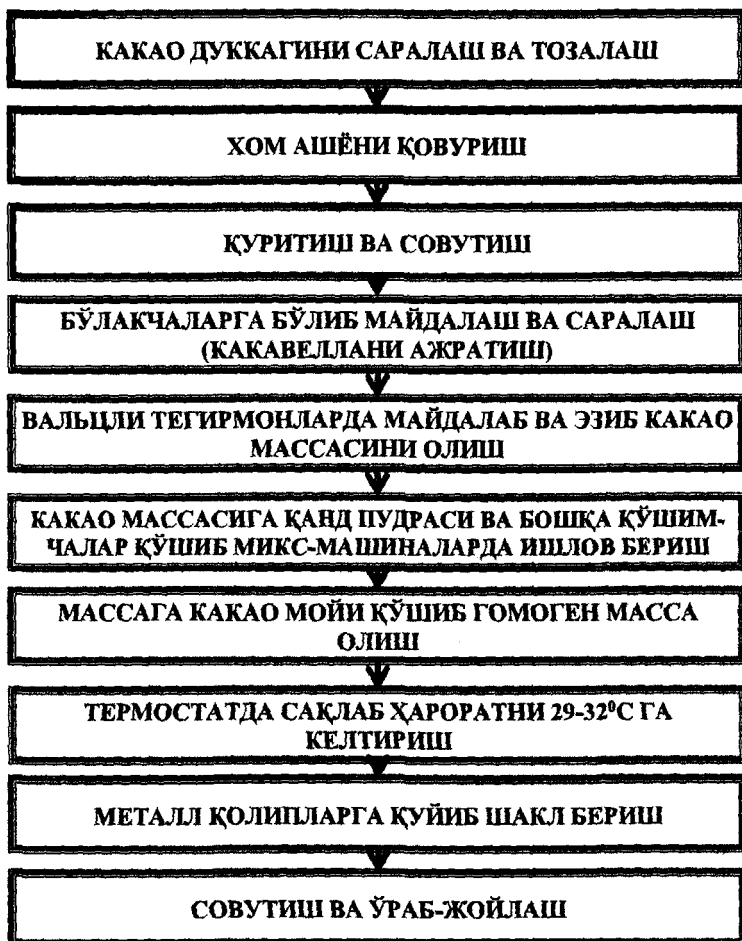 КАКАО ДУККАГИНИ САРАЛАШ ВА ТОЗАЛАШ
ХОМ АШЁНИ ҚОВУРИШ
ҚУРИТИШ ВА СОВУТИШ
БЎЛАКЧАЛАРГА БЎЛИБ МАЙДАЛАШ ВА САРАЛАШ
(КАКАВЕЛЛАНИ АЖРАТИШ)
ВАЛЬЦЛИ ТЕГИРМОНЛАРДА МАЙДАЛАБ ВА ЭЗИБ КАКАО
МАССАСИНИ ОЛИШ
КАКАО МАССАСИГА ҚАНД ПУДРАСИ ВА БОШҚА ҚЎШИМ-
ЧАЛАР ҚЎШИБ МИКС-МАШИНАЛАРДА ИШЛОВ БЕРИШ
МАССАГА КАКАО МОЙИ ҚЎШИБ ГОМОГЕН МАССА
ОЛИШ
ТЕРМОСТАТДА САҚЛАБ ҲАРОРАТНИ 29-32⁰С ГА
КЕЛТИРИШ
МЕТАЛЛ ҚОЛИПЛАРГА ҚУЙИБ ШАКЛ БЕРИШ
СОВУТИШ ВА ЎРАБ-ЖОЙЛАШ